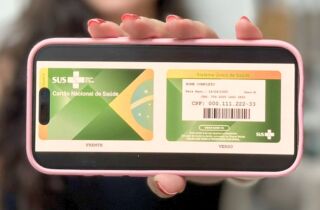 SUS
Cartão Nacional de Saúde
FRENTE
Sistema Único de Saúde
NOME COMPLETO
CPF: 000.111.222-33
SUS
VERSO